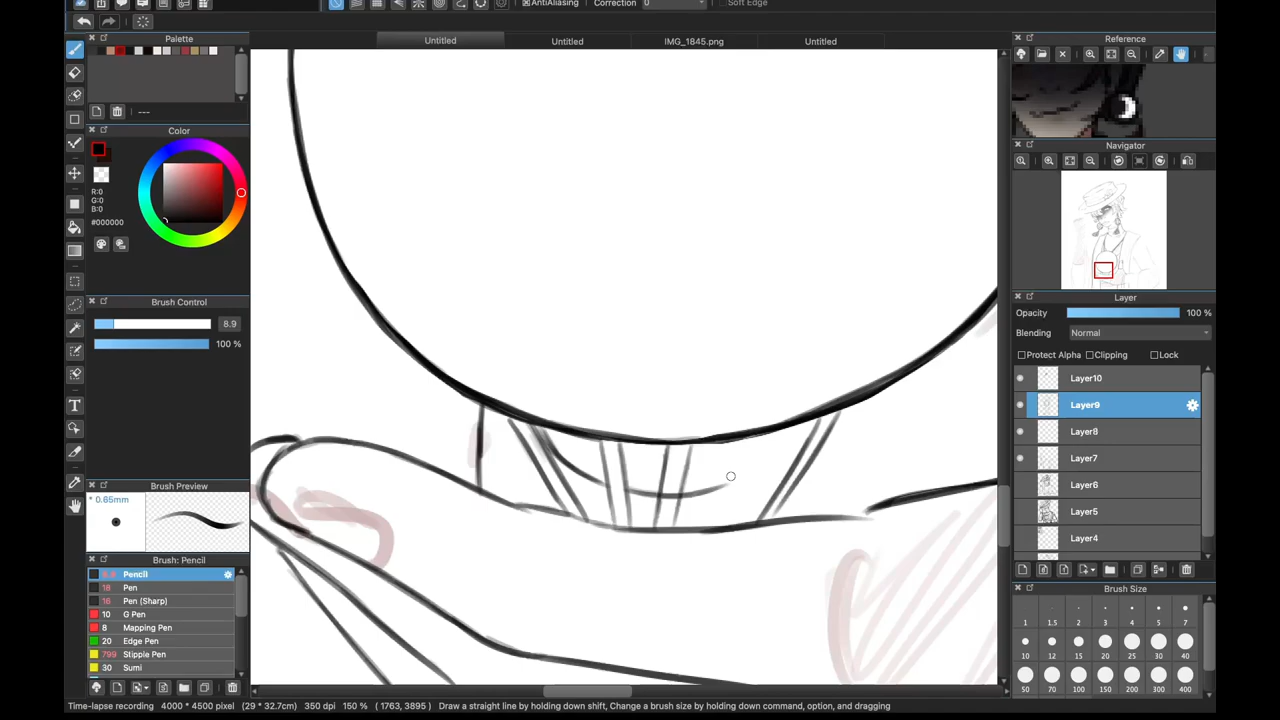 AntiAliasing
Correction
0
Soft Edge
Palette
---
Color
R:0
G:0
B:0
#000000
Brush Control
8.9
100 %
Brush Preview
* 0.65mm
Brush: Pencil
8.9 Pencil
18 Pen
16 Pen (Sharp)
10 G Pen
8 Mapping Pen
20 Edge Pen
799 Stipple Pen
30 Sumi
Untitled
Untitled
IMG_1845.png
Untitled
Reference
Navigator
Layer
Opacity
100 %
Blending
Normal
Protect Alpha
Clipping
Lock
Layer10
Layer9
Layer8
Layer7
Layer6
Layer5
Layer4
Brush Size
1 1.5 2 3 4 5 7
10 12 15 20 25 30 40
50 70 100 150 200 300 400
Time-lapse recording 4000 * 4500 pixel (29 * 32.7cm) 350 dpi 150 % ( 1763, 3895 ) Draw a straight line by holding down shift, Change a brush size by holding down command, option, and dragging